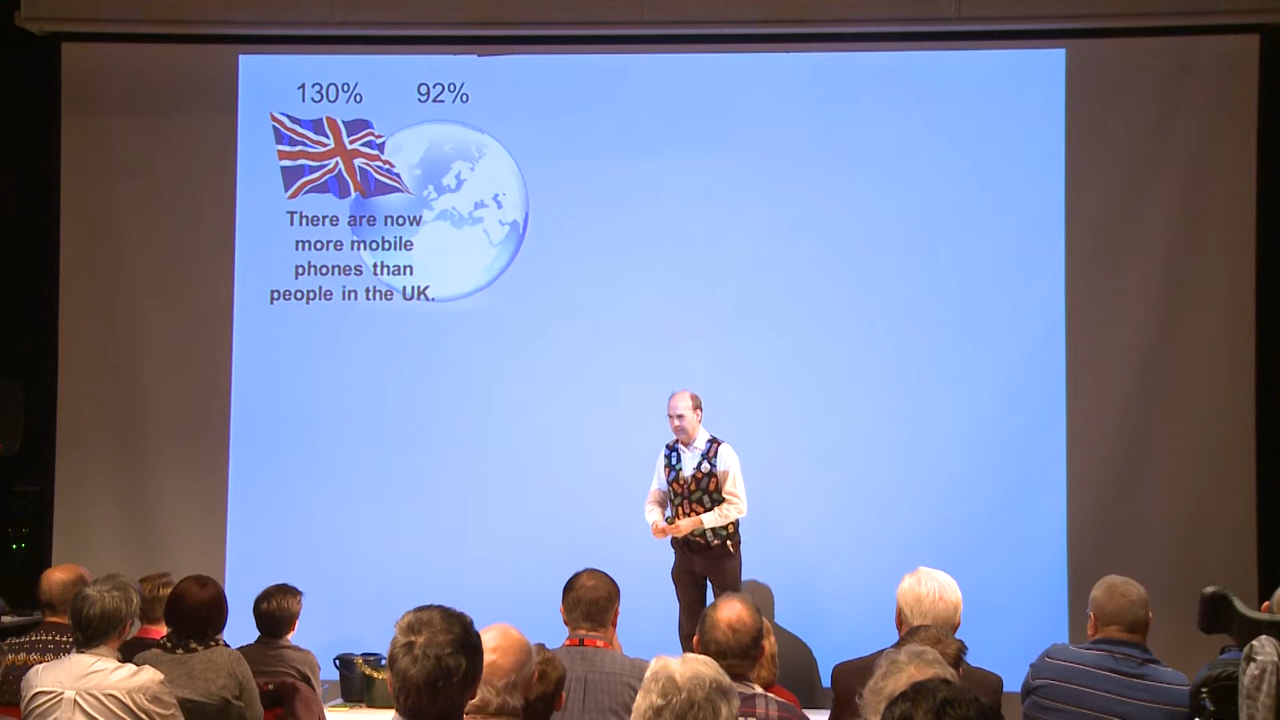 130% 92%
There are now
more mobile
phones than
people in the UK.